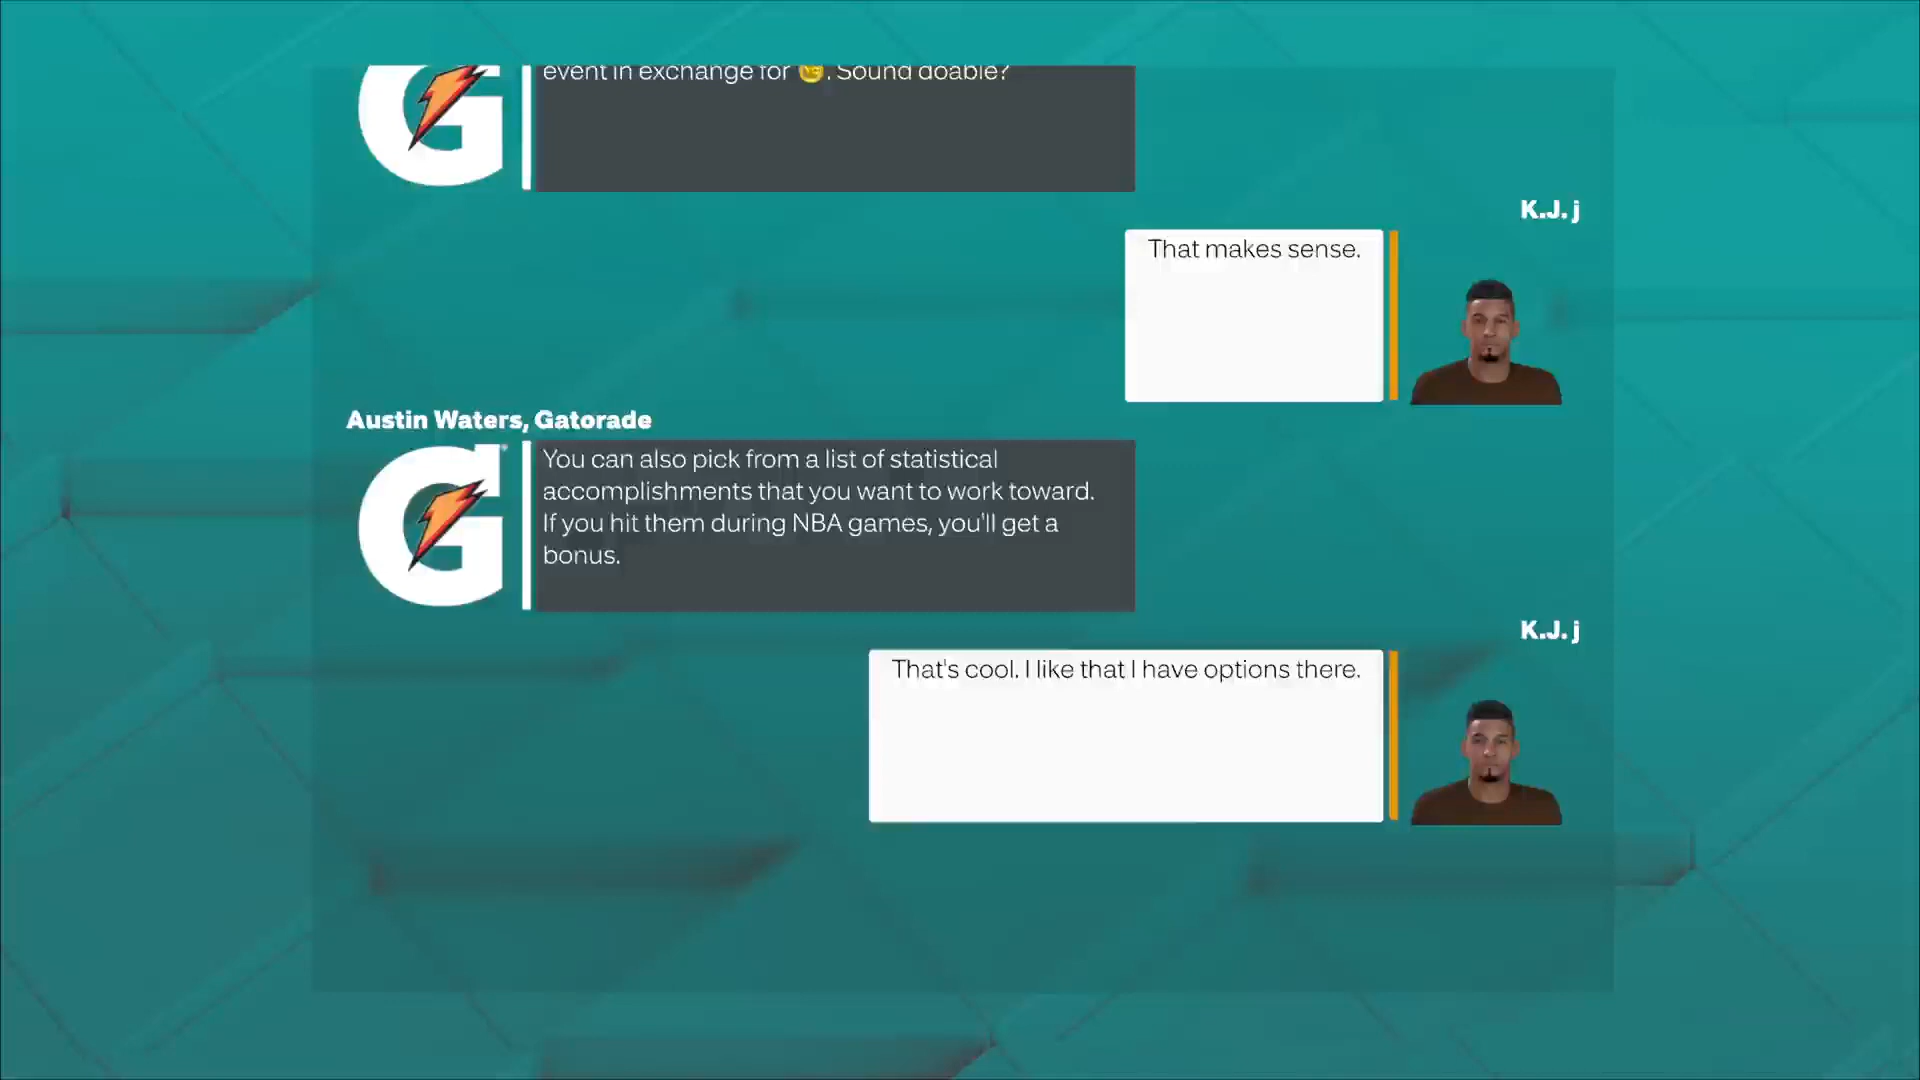 event in exchange for 😉. Sound doable?
K.J. j
That makes sense.
Austin Waters, Gatorade
You can also pick from a list of statistical
accomplishments that you want to work toward.
If you hit them during NBA games, you'll get a
bonus.
K.J. j
That's cool. I like that I have options there.